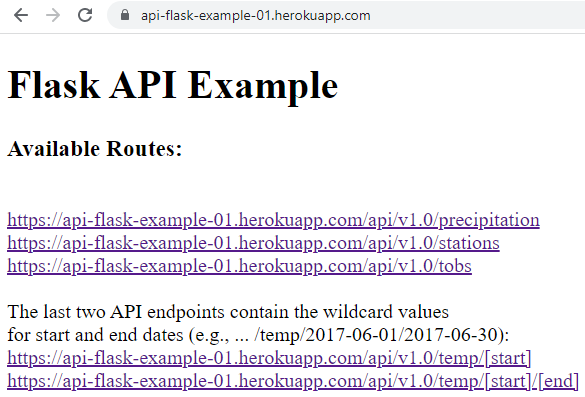 api-flask-example-01.herokuapp.com
Flask API Example
Available Routes:
https://api-flask-example-01.herokuapp.com/api/v1.0/precipitation
https://api-flask-example-01.herokuapp.com/api/v1.0/stations
https://api-flask-example-01.herokuapp.com/api/v1.0/tobs
The last two API endpoints contain the wildcard values
for start and end dates (e.g., ... /temp/2017-06-01/2017-06-30):
https://api-flask-example-01.herokuapp.com/api/v1.0/temp/[start]
https://api-flask-example-01.herokuapp.com/api/v1.0/temp/[start]/[end]